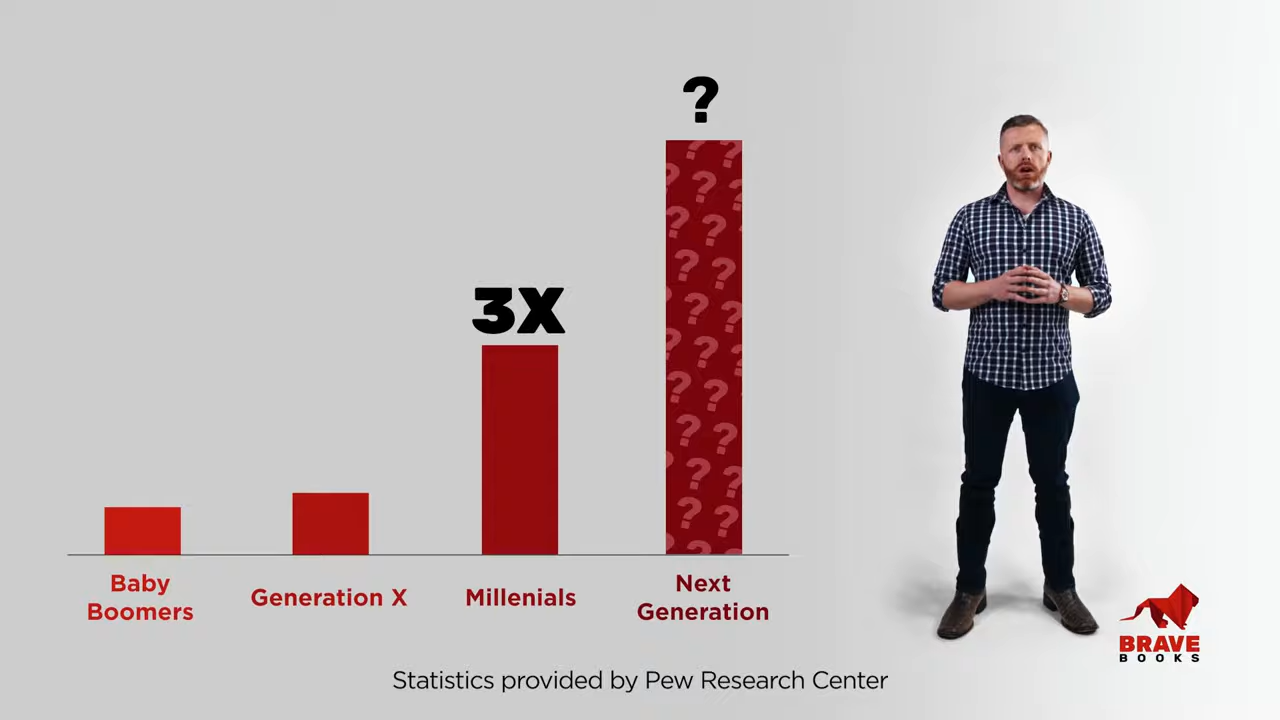 ?
3X
Baby
Boomers
Generation X
Millenials
Next
Generation
Statistics provided by Pew Research Center
BRAVE
BOOKS